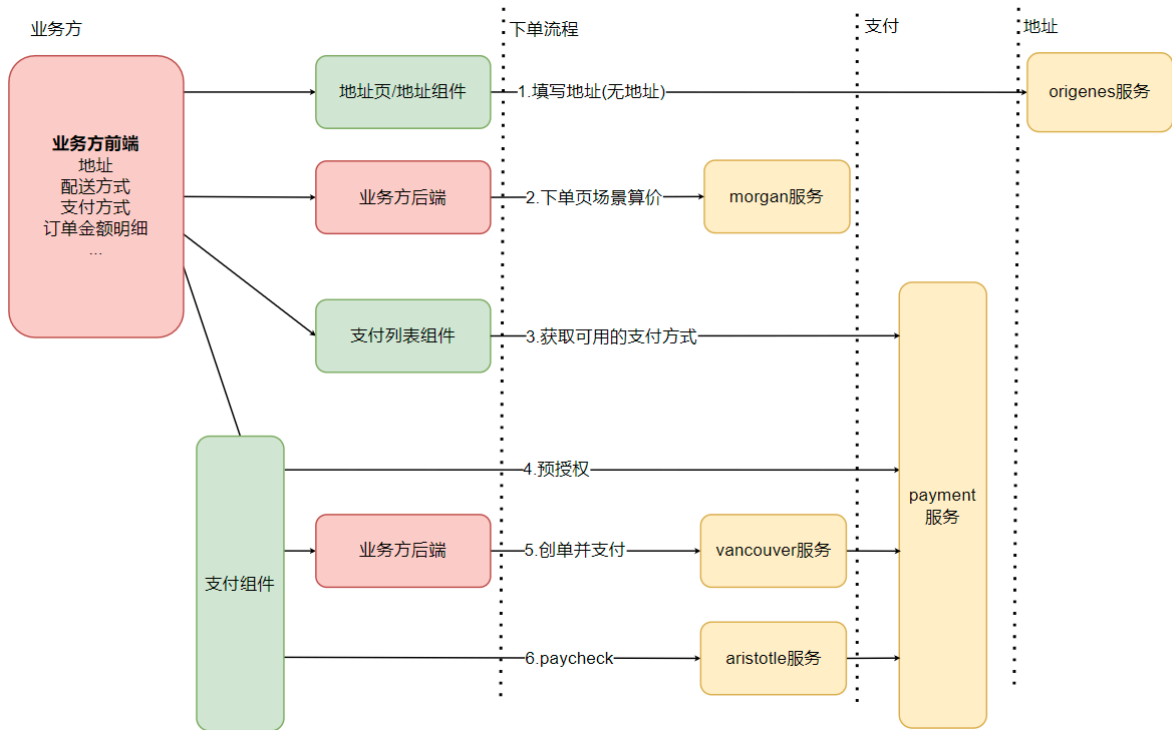 业务方
下单流程
支付
地址
业务方前端
地址
配送方式
支付方式
订单金额明细
...
地址页/地址组件
1.填写地址(无地址)
origenes服务
业务方后端
2.下单页场景算价
morgan服务
支付列表组件
3.获取可用的支付方式
payment
服务
支付组件
4.预授权
业务方后端
5.创单并支付
vancouver服务
6.paycheck
aristotle服务